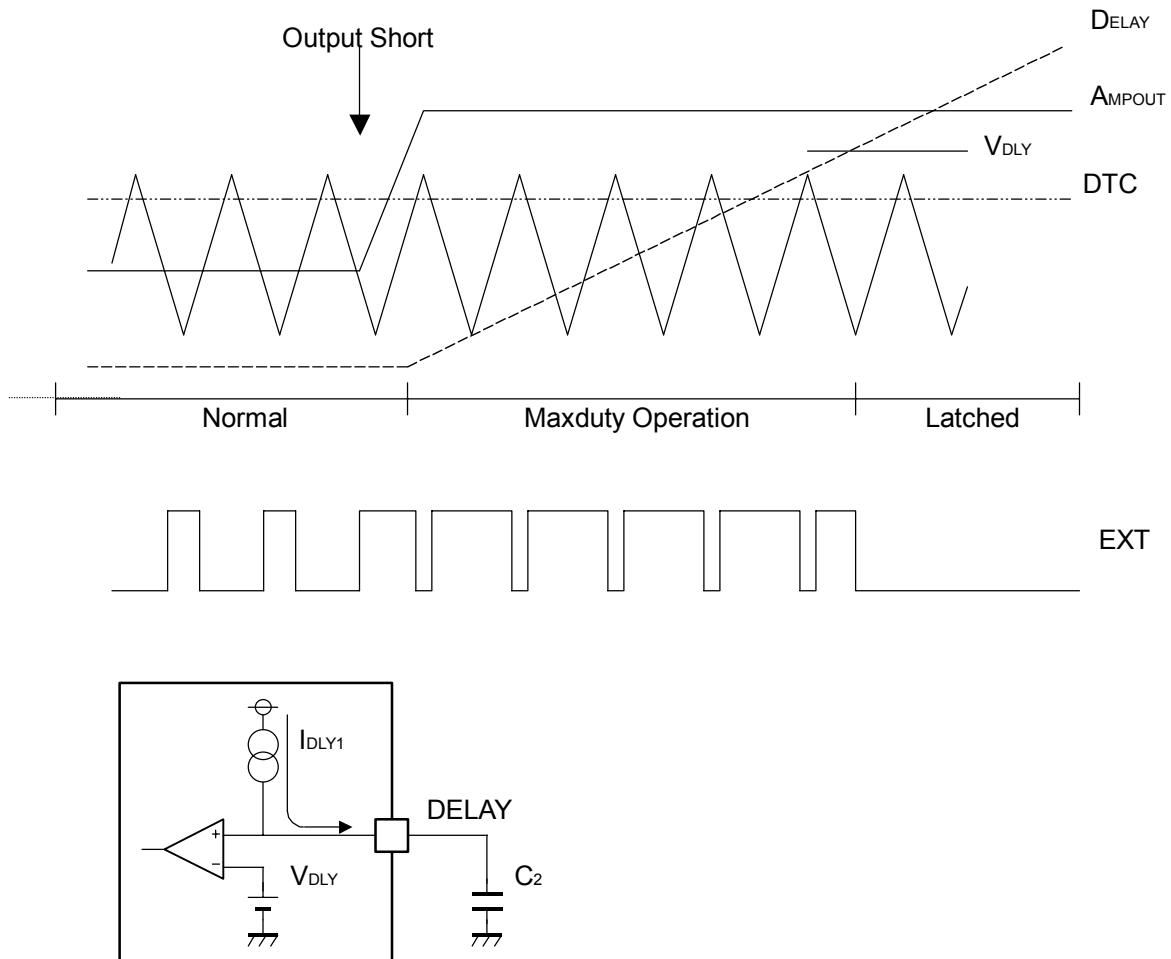 Output Short
DELAY
AMPOUT
VDLY
DTC
Normal
Maxduty Operation
Latched
EXT
IDLY1
DELAY
+
−
VDLY
C2